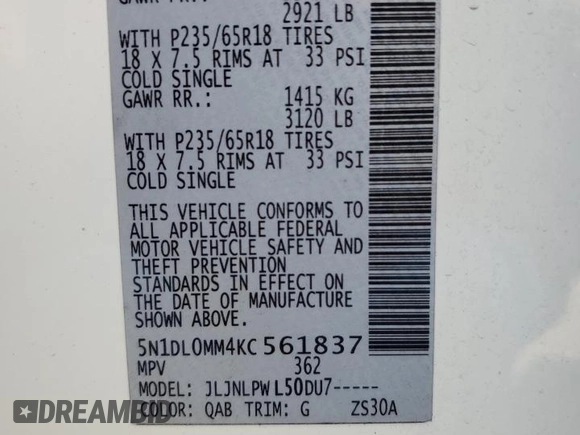 2921 LB
WITH P235/65R18 TIRES
18 X 7.5 RIMS AT 33 PSI
COLD SINGLE
GAWR RR.: 1415 KG
3120 LB
WITH P235/65R18 TIRES
18 X 7.5 RIMS AT 33 PSI
COLD SINGLE
THIS VEHICLE CONFORMS TO
ALL APPLICABLE FEDERAL
MOTOR VEHICLE SAFETY AND
THEFT PREVENTION
STANDARDS IN EFFECT ON
THE DATE OF MANUFACTURE
SHOWN ABOVE.
5N1DL0MM4KC561837
MPV 362
MODEL: JLJNLPWL50DU7-----
COLOR: QAB TRIM: G ZS30A
RideSafely
.com